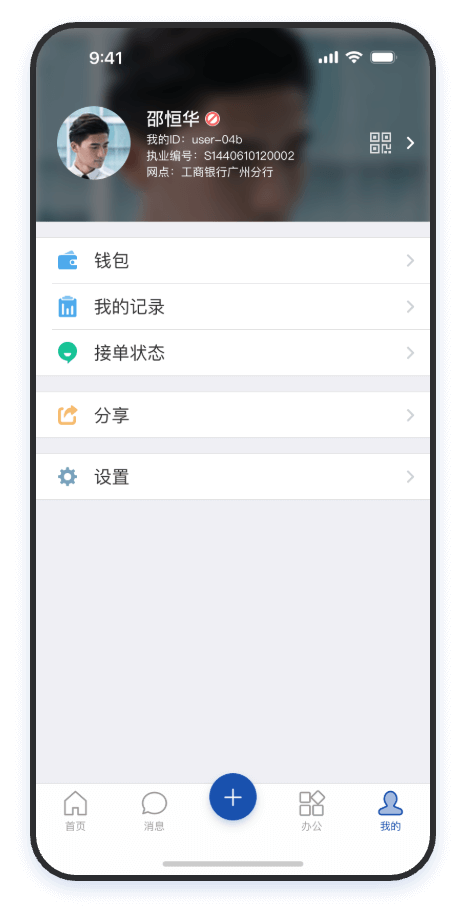 9:41
邵恒华
我的ID：user-04b
执业编号：S1440610120002
网点：工商银行广州分行
钱包
我的记录
接单状态
分享
设置
首页
消息
办公
我的